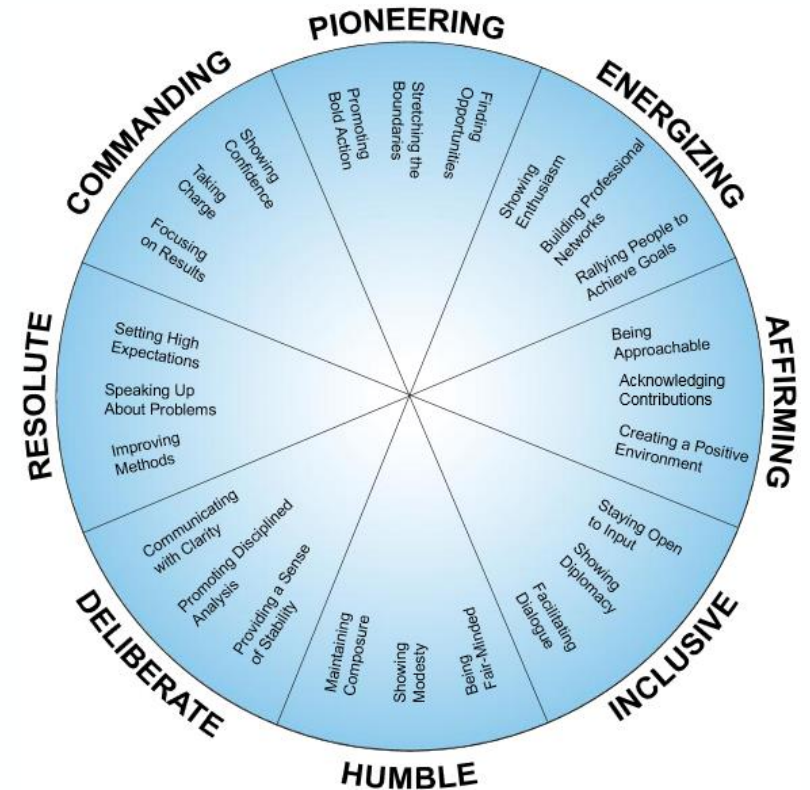 PIONEERING
Promoting
Bold Action
Stretching the
Boundaries
Finding
Opportunities
ENERGIZING
Showing
Enthusiasm
Building Professional
Networks
Rallying People to
Achieve Goals
AFFIRMING
Being
Approachable
Acknowledging
Contributions
Creating a Positive
Environment
INCLUSIVE
Staying Open
to Input
Showing
Diplomacy
Facilitating
Dialogue
HUMBLE
Maintaining
Composure
Showing
Modesty
Being
Fair-Minded
DELIBERATE
Communicating
with Clarity
Promoting Disciplined
Analysis
Providing a Sense
of Stability
RESOLUTE
Setting High
Expectations
Speaking Up
About Problems
Improving
Methods
COMMANDING
Showing
Confidence
Taking
Charge
Focusing
on Results